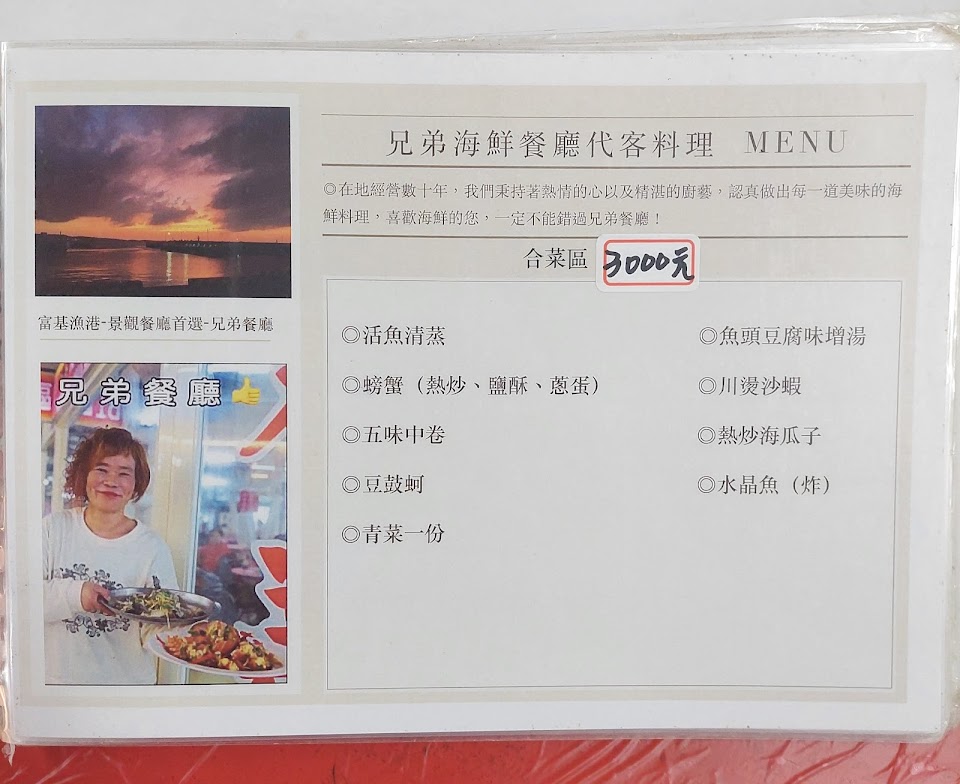 兄弟海鮮餐廳代客料理 MENU
◎在地經營數十年，我們秉持著熱情的心以及精湛的廚藝，認真做出每一道美味的海
鮮料理，喜歡海鮮的您，一定不能錯過兄弟餐廳！
合菜區 3000元
富基漁港-景觀餐廳首選-兄弟餐廳
兄弟餐廳
◎活魚清蒸
◎螃蟹（熱炒、鹽酥、蔥蛋）
◎五味中卷
◎豆鼓蚵
◎青菜一份
◎魚頭豆腐味增湯
◎川燙沙蝦
◎熱炒海瓜子
◎水晶魚（炸）